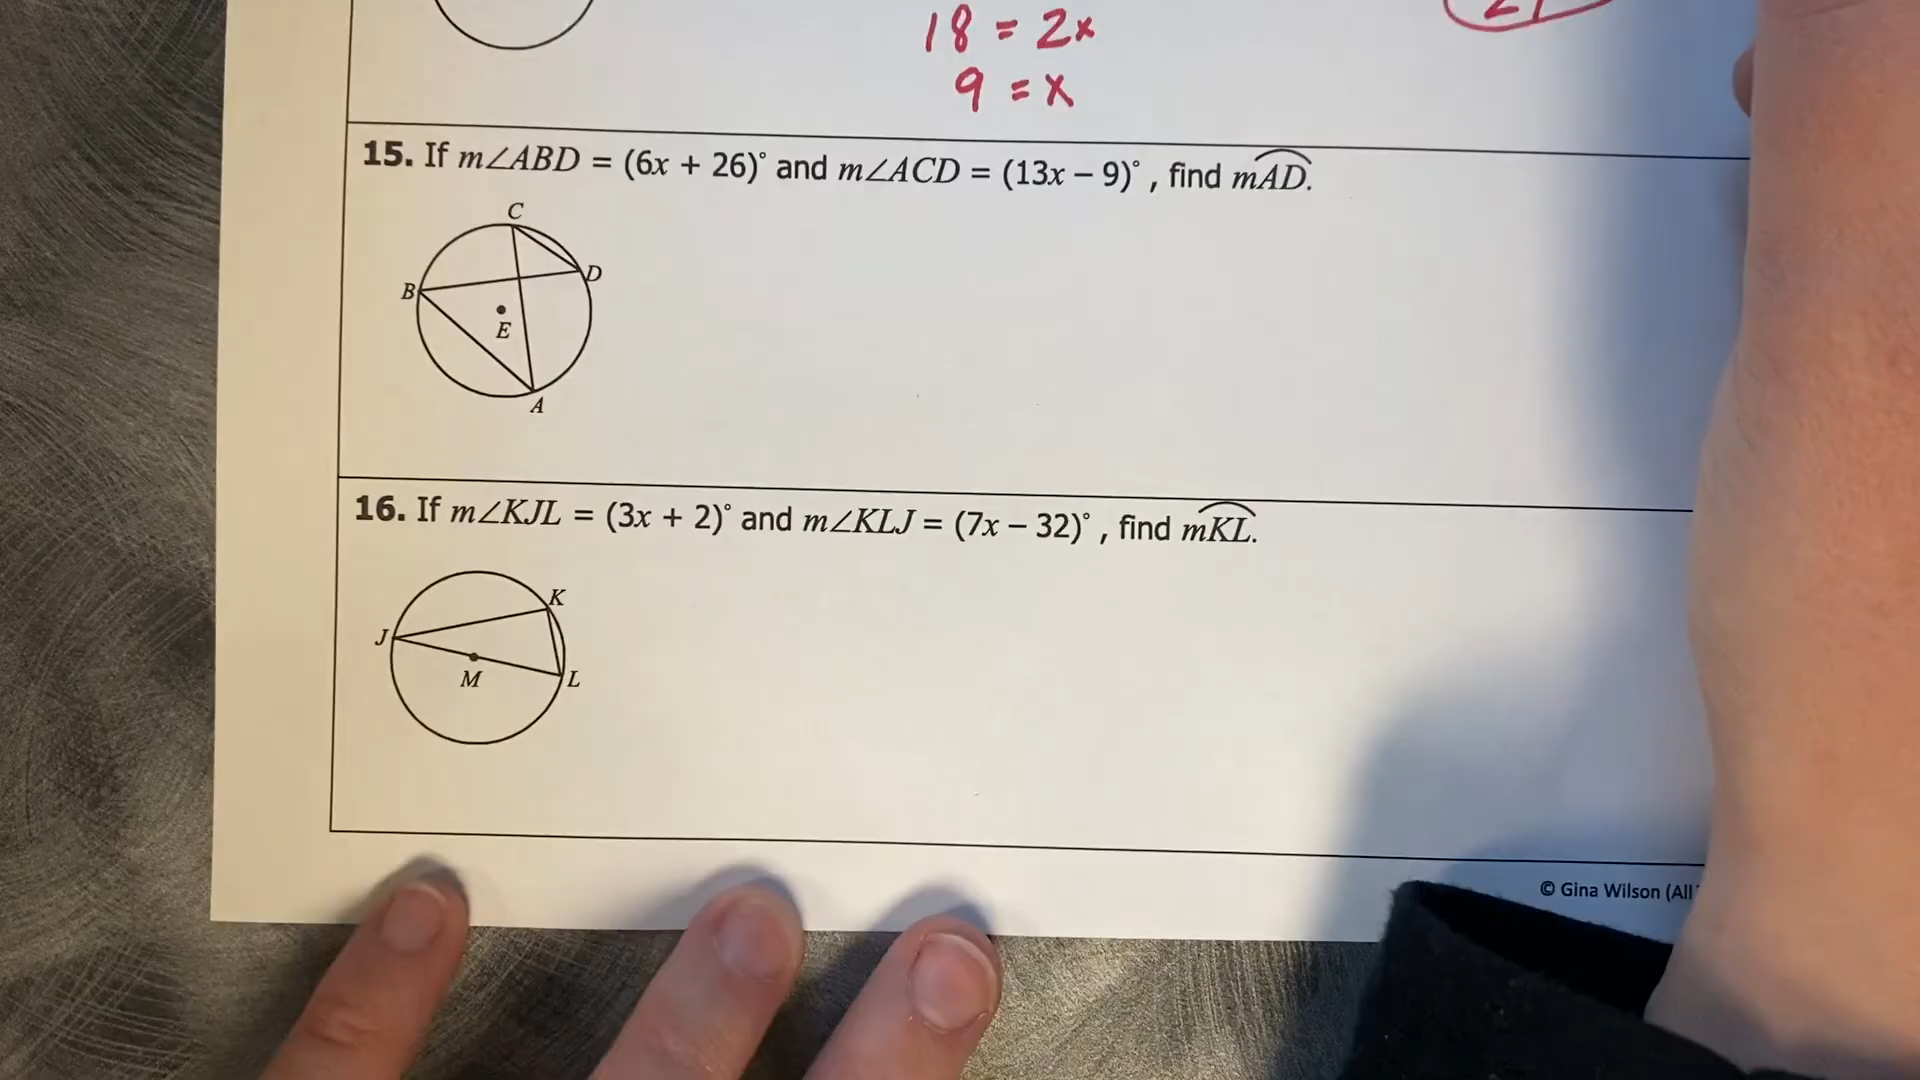 18 = 2x
9 = x
15. If m∠ABD = (6x + 26)° and m∠ACD = (13x – 9)° , find mAD.
C
D
B
E
A
16. If m∠KJL = (3x + 2)° and m∠KLJ = (7x – 32)° , find mKL.
K
J
M
L
© Gina Wilson (All